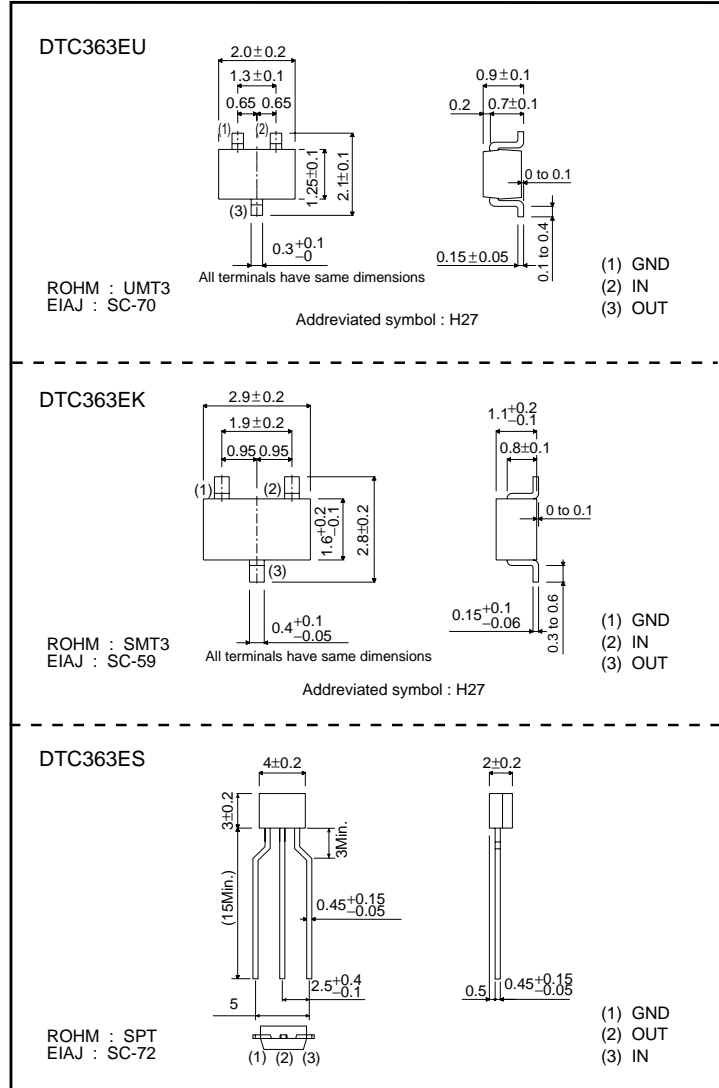 DTC363EU
2.0±0.2
1.3±0.1
0.65 0.65
(1) (2)
1.25±0.1
2.1±0.1
(3)
0.3+0.1 −0
All terminals have same dimensions
0.9±0.1
0.2 0.7±0.1
0 to 0.1
0.15±0.05
0.1 to 0.4
ROHM : UMT3
EIAJ : SC-70
Addreviated symbol : H27
(1) GND
(2) IN
(3) OUT
DTC363EK
2.9±0.2
1.9±0.2
0.95 0.95
(1) (2)
1.6+0.2 −0.1
2.8±0.2
(3)
0.4+0.1 −0.05
All terminals have same dimensions
1.1+0.2 −0.1
0.8±0.1
0 to 0.1
0.15+0.1 −0.06
0.3 to 0.6
ROHM : SMT3
EIAJ : SC-59
Addreviated symbol : H27
(1) GND
(2) IN
(3) OUT
DTC363ES
4±0.2
3±0.2
(15Min.)
3Min.
0.45+0.15 −0.05
2.5+0.4 −0.1
5
(1) (2) (3)
2±0.2
0.5 0.45+0.15 −0.05
ROHM : SPT
EIAJ : SC-72
(1) GND
(2) OUT
(3) IN